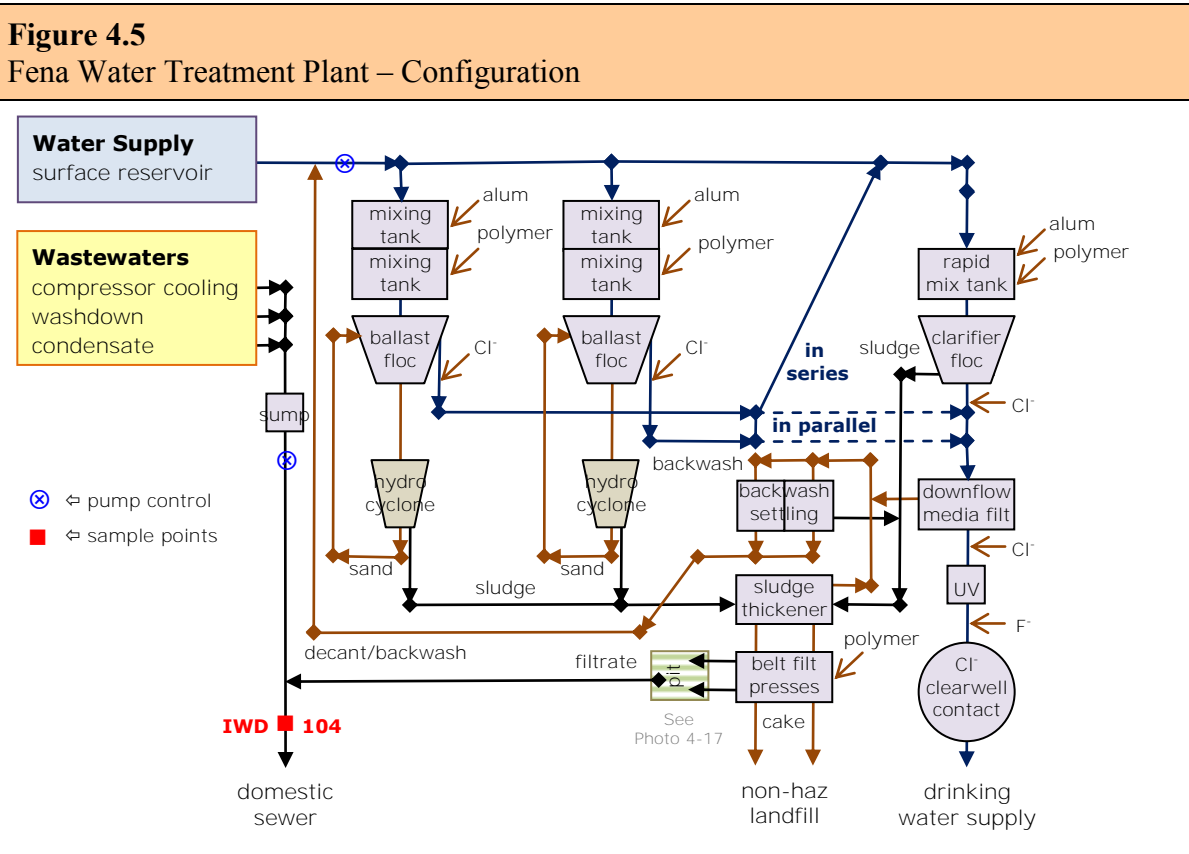 Figure 4.5
Fena Water Treatment Plant – Configuration
Water Supply
surface reservoir
Wastewaters
compressor cooling
washdown
condensate
sump
⊗ ⇦ pump control
■ ⇦ sample points
mixing
tank
mixing
tank
alum
polymer
ballast
floc
Cl-
hydro
cyclone
sand
mixing
tank
mixing
tank
alum
polymer
ballast
floc
Cl-
hydro
cyclone
sand
sludge
decant/backwash
in
series
in parallel
rapid
mix tank
alum
polymer
sludge
clarifier
floc
Cl-
backwash
backwash
settling
downflow
media filt
Cl-
UV
F-
sludge
thickener
polymer
belt filt
presses
filtrate
pit
See
Photo 4-17
cake
Cl-
clearwell
contact
IWD 104
domestic
sewer
non-haz
landfill
drinking
water supply